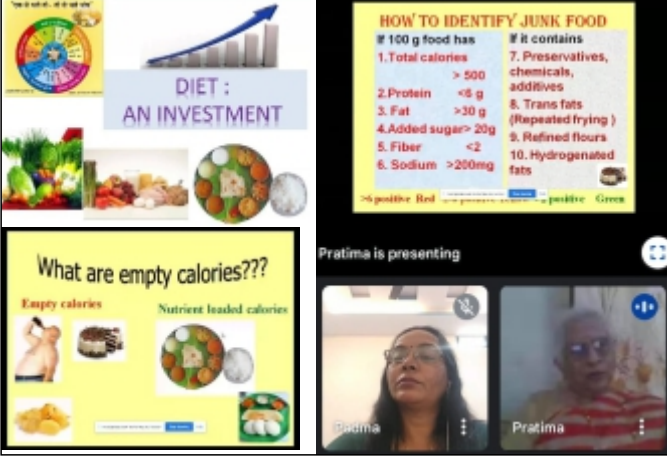 DIET :
AN INVESTMENT
HOW TO IDENTIFY JUNK FOOD
If 100 g food has
1.Total calories
> 500
2.Protein <6 g
3. Fat >30 g
4.Added sugar> 20g
5. Fiber <2
6. Sodium >200mg
If it contains
7. Preservatives,
chemicals,
additives
8. Trans fats
(Repeated frying )
9. Refined flours
10. Hydrogenated
fats
>6 positive Red
positive Green
What are empty calories???
Empty calories
Nutrient loaded calories
Pratima is presenting
Padma
Pratima